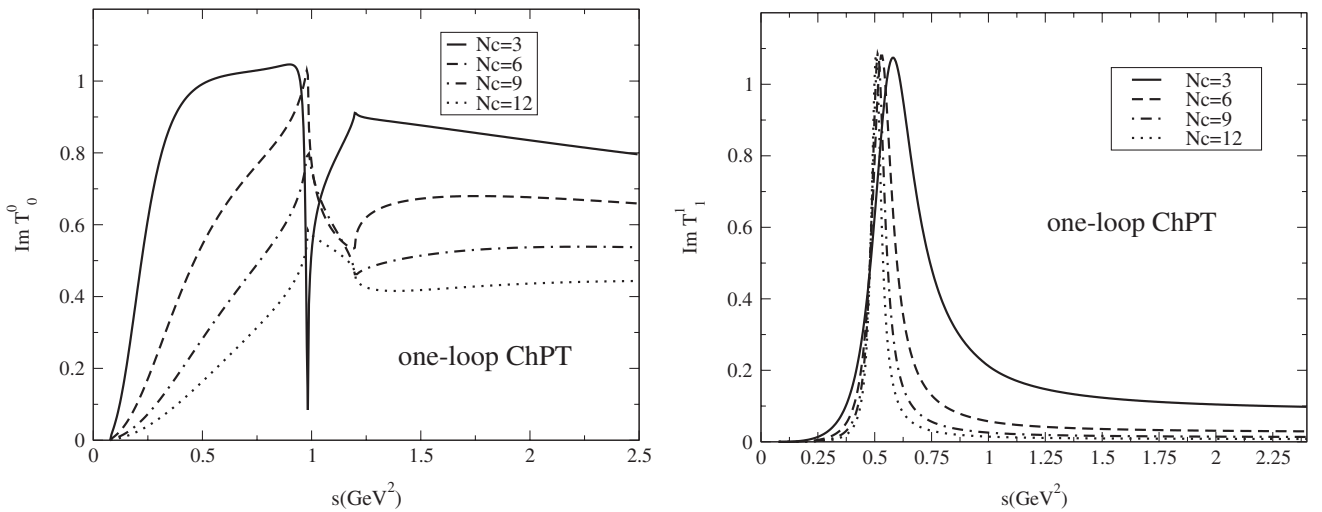 Nc=3
Nc=6
Nc=9
Nc=12
Im T⁰₀
1
0.8
0.6
0.4
0.2
0
one-loop ChPT
0 0.5 1 1.5 2 2.5
s(GeV²)
Nc=3
Nc=6
Nc=9
Nc=12
Im T¹₁
1
0.8
0.6
0.4
0.2
0
one-loop ChPT
0 0.25 0.5 0.75 1 1.25 1.5 1.75 2 2.25
s(GeV²)